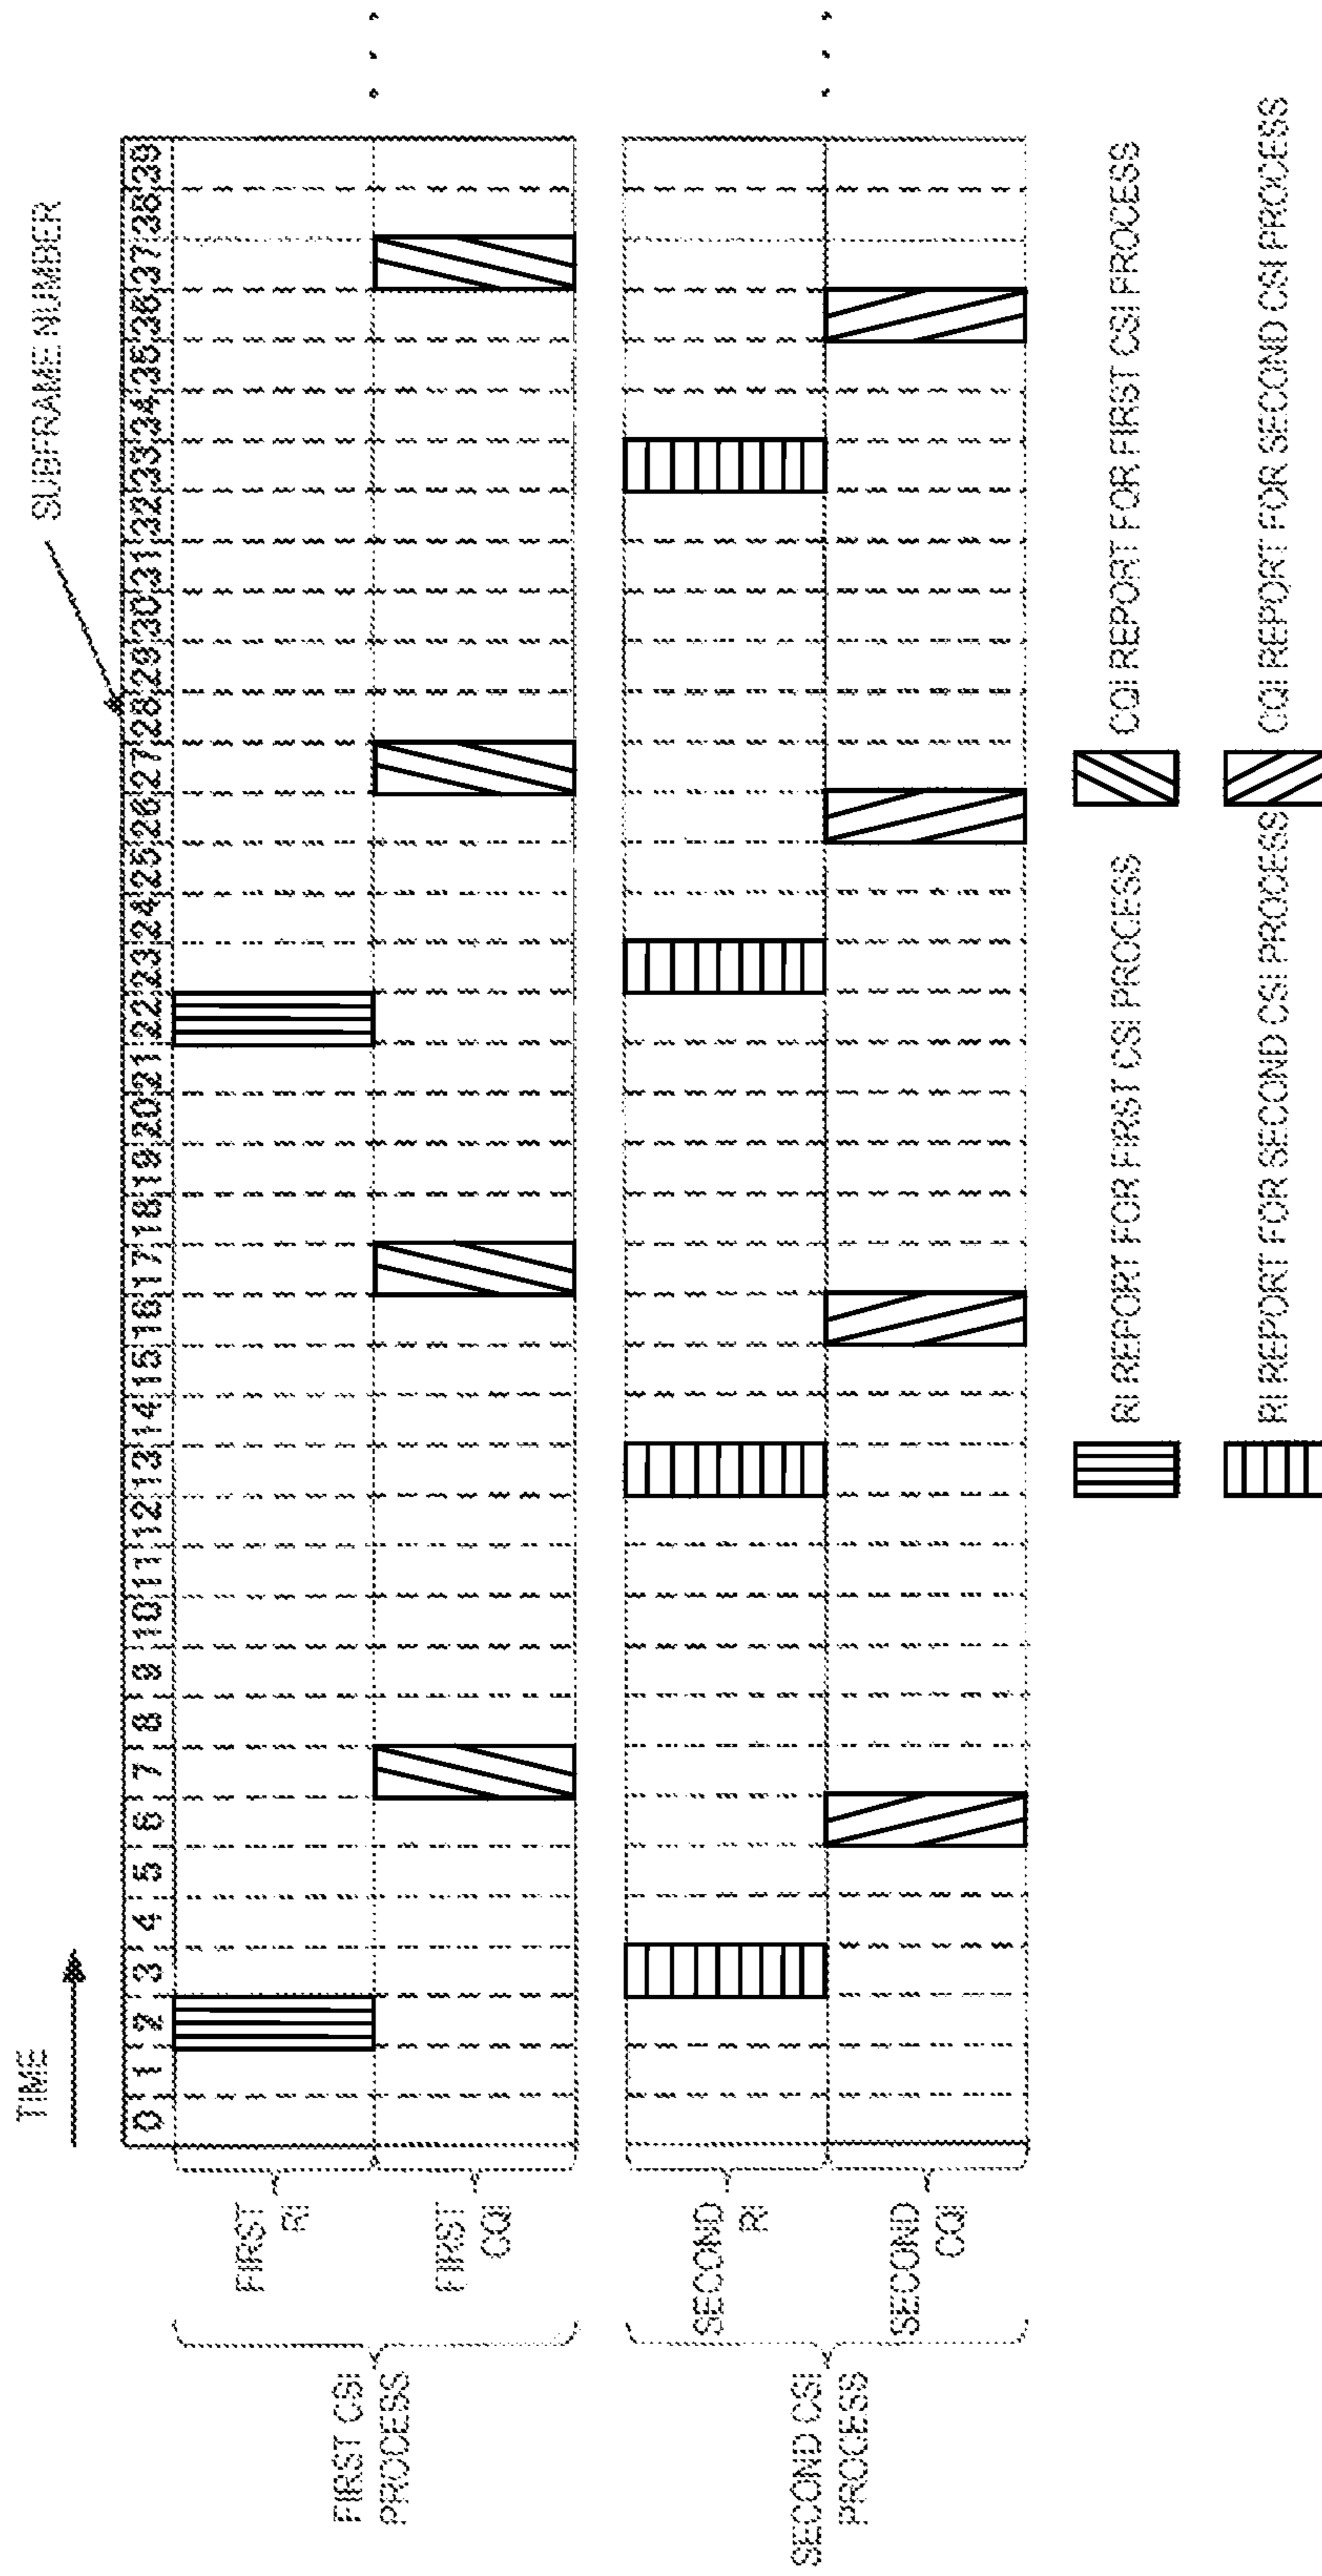 TIME
SUBFRAME NUMBER
0 1 2 3 4 5 6 7 8 9 10 11 12 13 14 15 16 17 18 19 20 21 22 23 24 25 26 27 28 29 30 31 32 33 34 35 36 37 38 39
FIRST CSI
PROCESS
FIRST
RI
FIRST
CQI
SECOND CSI
PROCESS
SECOND
RI
SECOND
CQI
RI REPORT FOR FIRST CSI PROCESS
CQI REPORT FOR FIRST CSI PROCESS
RI REPORT FOR SECOND CSI PROCESS
CQI REPORT FOR SECOND CSI PROCESS